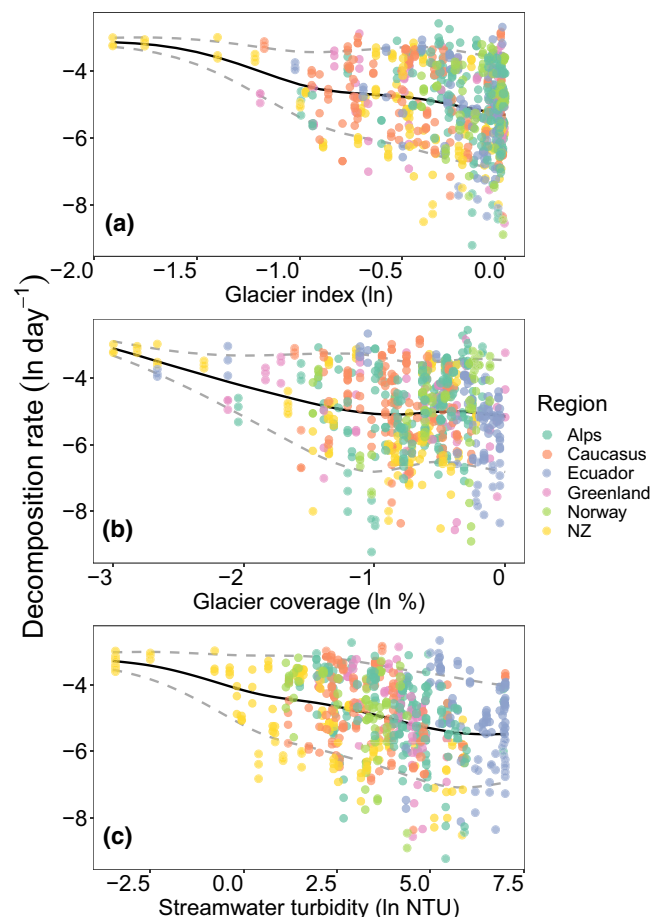 Decomposition rate (ln day⁻¹)
−4
−6
−8
(a)
−2.0 −1.5 −1.0 −0.5 0.0
Glacier index (ln)
−4
−6
−8
(b)
−3 −2 −1 0
Glacier coverage (ln %)
Region
Alps
Caucasus
Ecuador
Greenland
Norway
NZ
−4
−6
−8
(c)
−2.5 0.0 2.5 5.0 7.5
Streamwater turbidity (ln NTU)